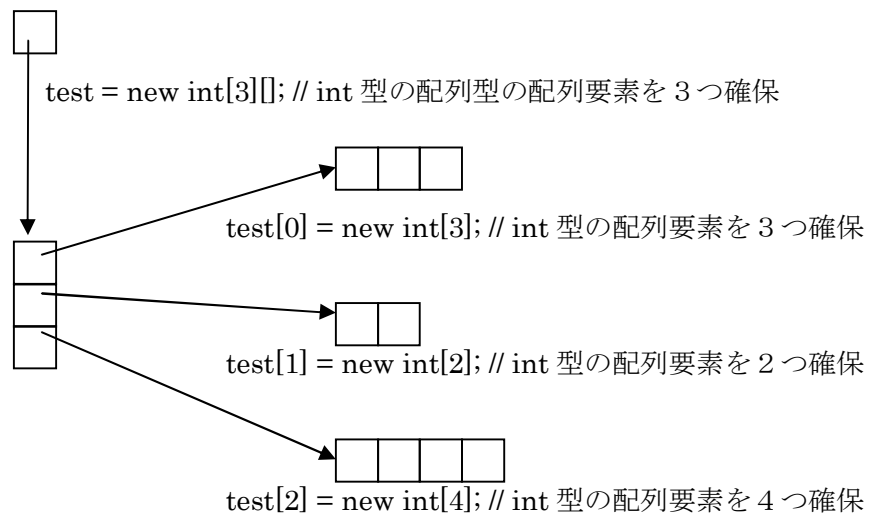 test = new int[3][]; // int 型の配列型の配列要素を３つ確保
test[0] = new int[3]; // int 型の配列要素を３つ確保
test[1] = new int[2]; // int 型の配列要素を２つ確保
test[2] = new int[4]; // int 型の配列要素を４つ確保